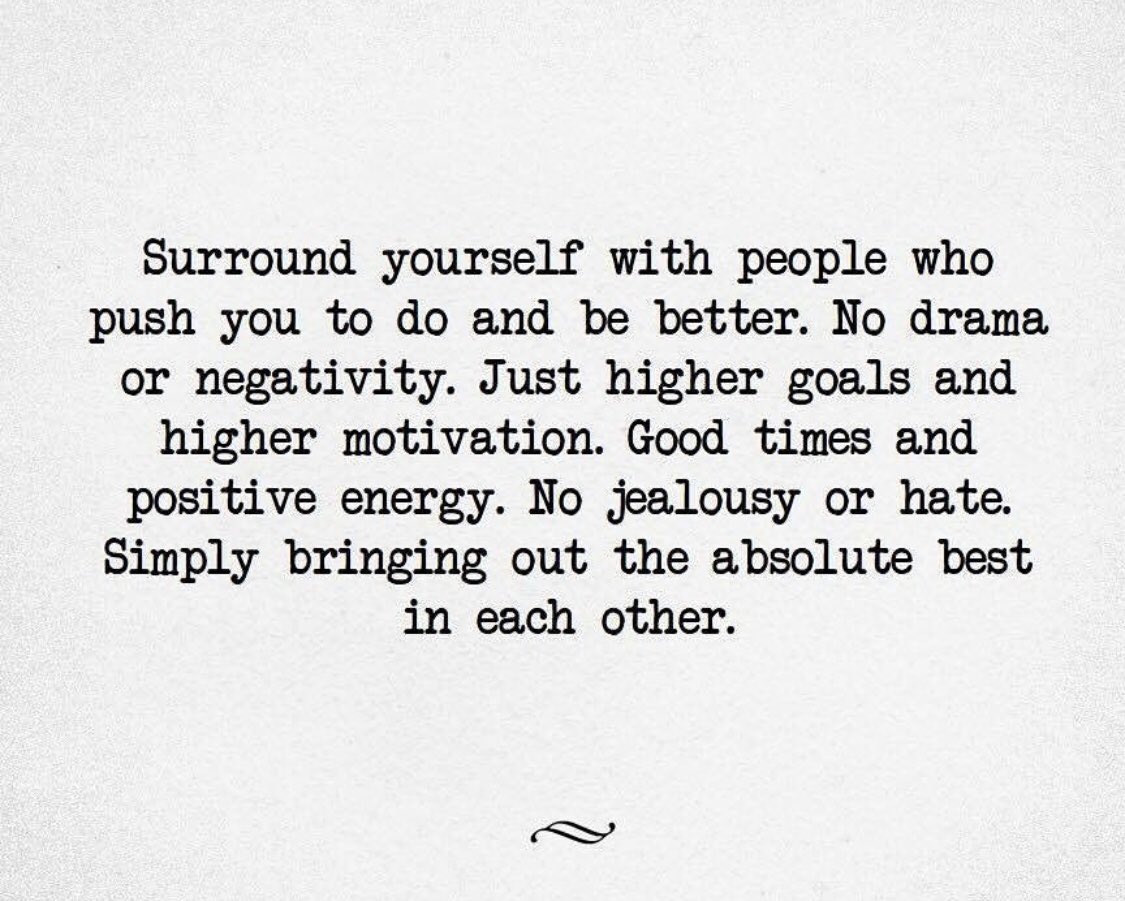 Surround yourself with people who
push you to do and be better. No drama
or negativity. Just higher goals and
higher motivation. Good times and
positive energy. No jealousy or hate.
Simply bringing out the absolute best
in each other.